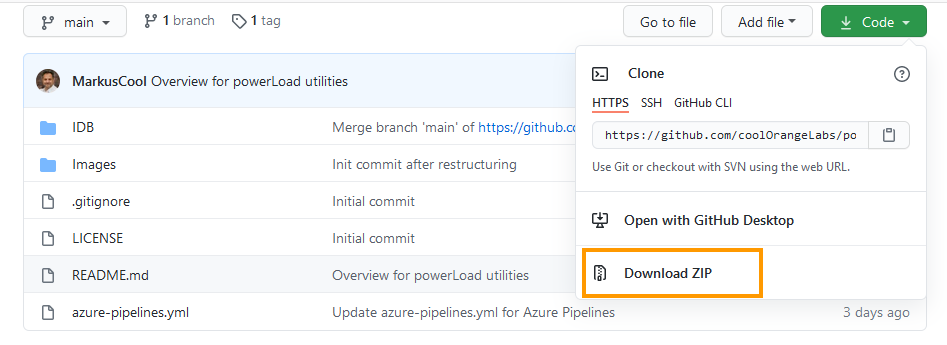 main 1 branch 1 tag Go to file Add file Code
MarkusCool Overview for powerLoad utilities
Clone
HTTPS SSH GitHub CLI
IDB Merge branch 'main' of https://github.co
https://github.com/coolOrangeLabs/po
Images Init commit after restructuring
Use Git or checkout with SVN using the web URL.
.gitignore Initial commit
Open with GitHub Desktop
LICENSE Initial commit
README.md Overview for powerLoad utilities
Download ZIP
azure-pipelines.yml Update azure-pipelines.yml for Azure Pipelines 3 days ago